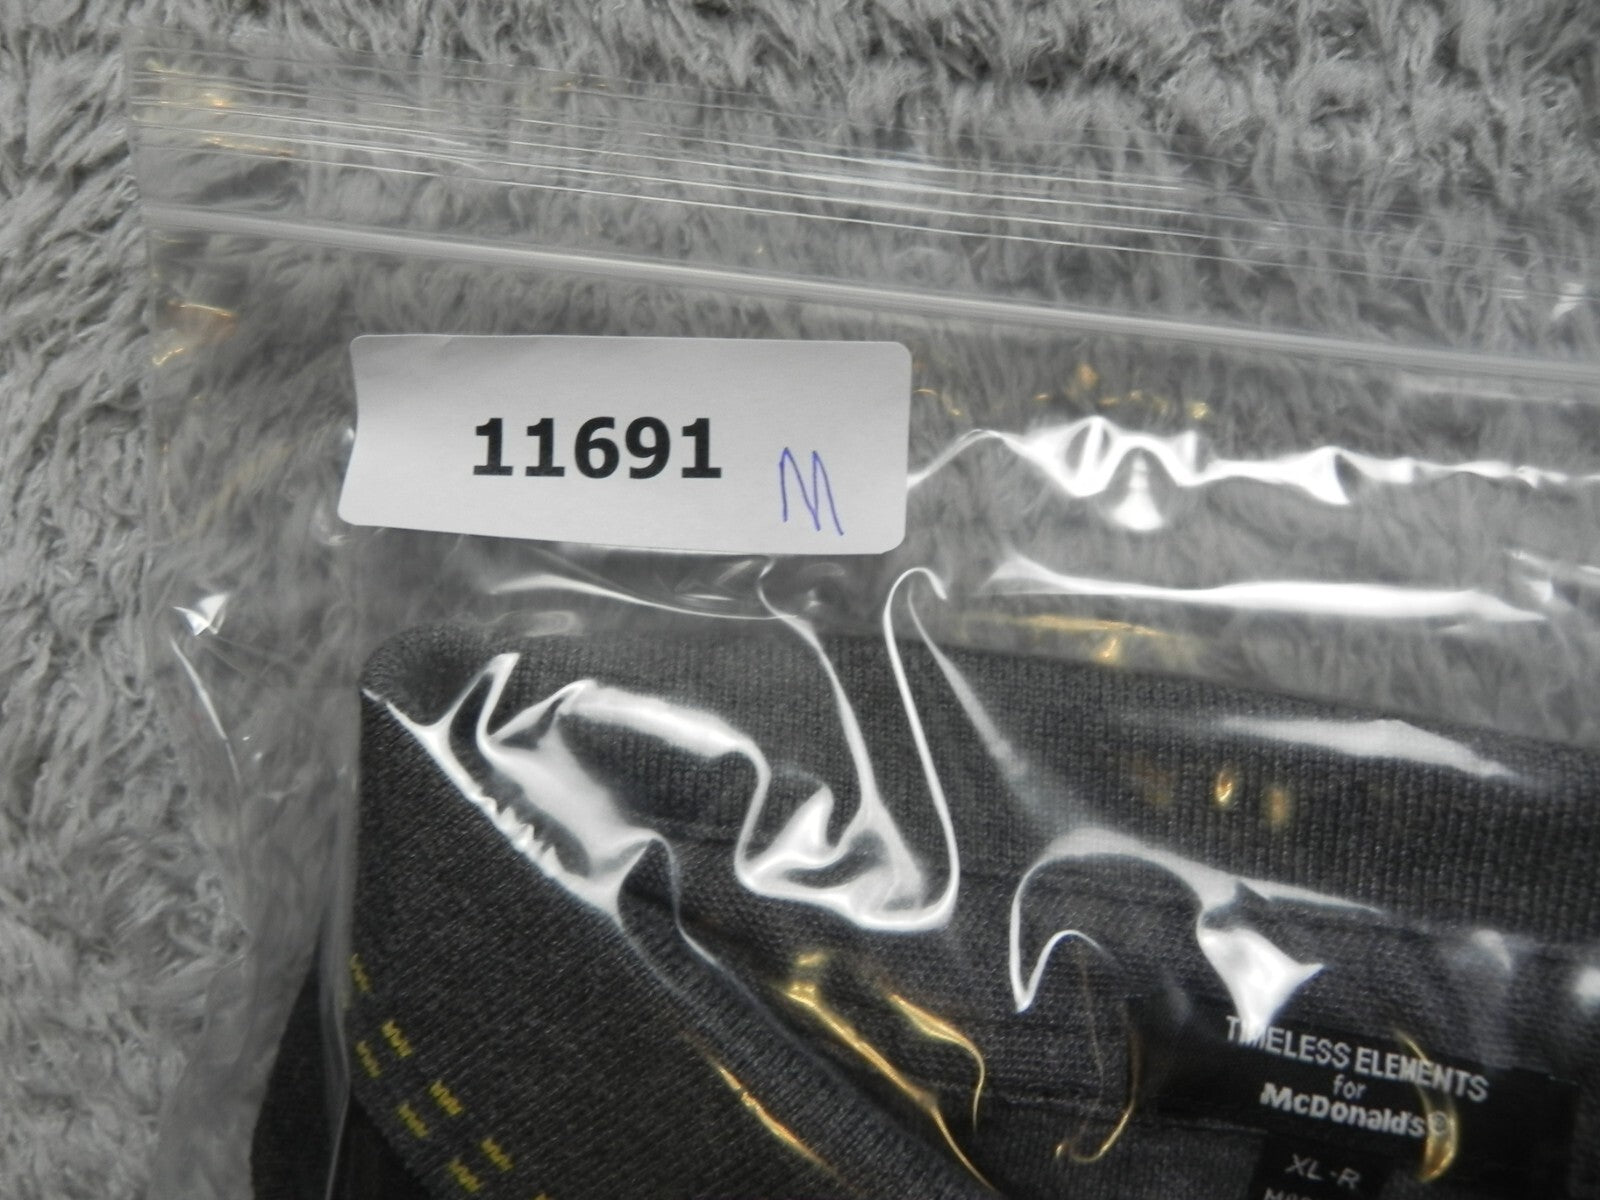 11691 M
TIMELESS ELEMENTS
for
McDonald's®
XL-R